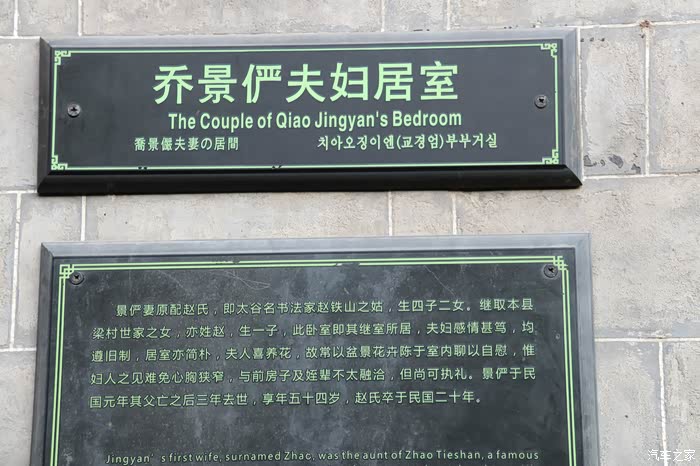 乔景俨夫妇居室
The Couple of Qiao Jingyan's Bedroom
喬景儼夫妻の居間
치아오징이엔(교경엄)부부거실
景俨妻原配赵氏，即太谷名书法家赵铁山之姑，生四子二女。继取本县
梁村世家之女，亦姓赵，生一子，此卧室即其继室所居，夫妇感情甚笃，均
遵旧制，居室亦简朴，夫人喜养花，故常以盆景花卉陈于室内聊以自慰，惟
妇人之见难免心胸狭窄，与前房子及姪辈不太融洽，但尚可执礼。景俨于民
国元年其父亡之后三年去世，享年五十四岁，赵氏卒于民国二十年。
Jingyan's first wife, surnamed Zhao, was the aunt of Zhao Tieshan, a famous
汽车之家